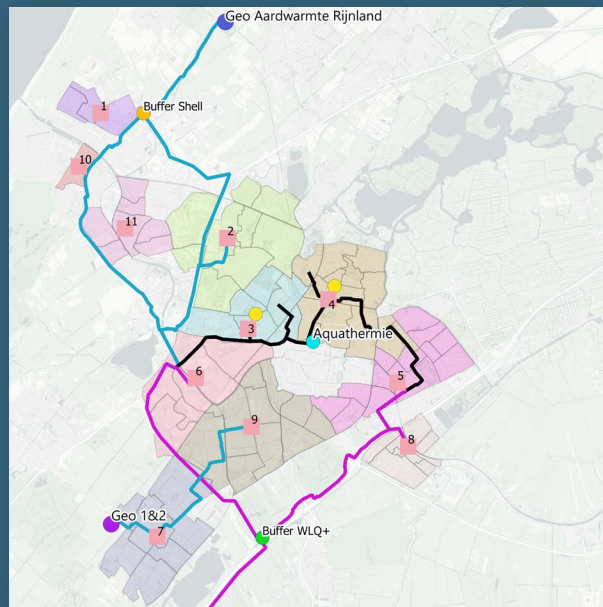 Geo Aardwarmte Rijnland
1
Buffer Shell
10
11
2
4
3
Aquathermie
6
5
9
8
Geo 1&2
7
Buffer WLQ+